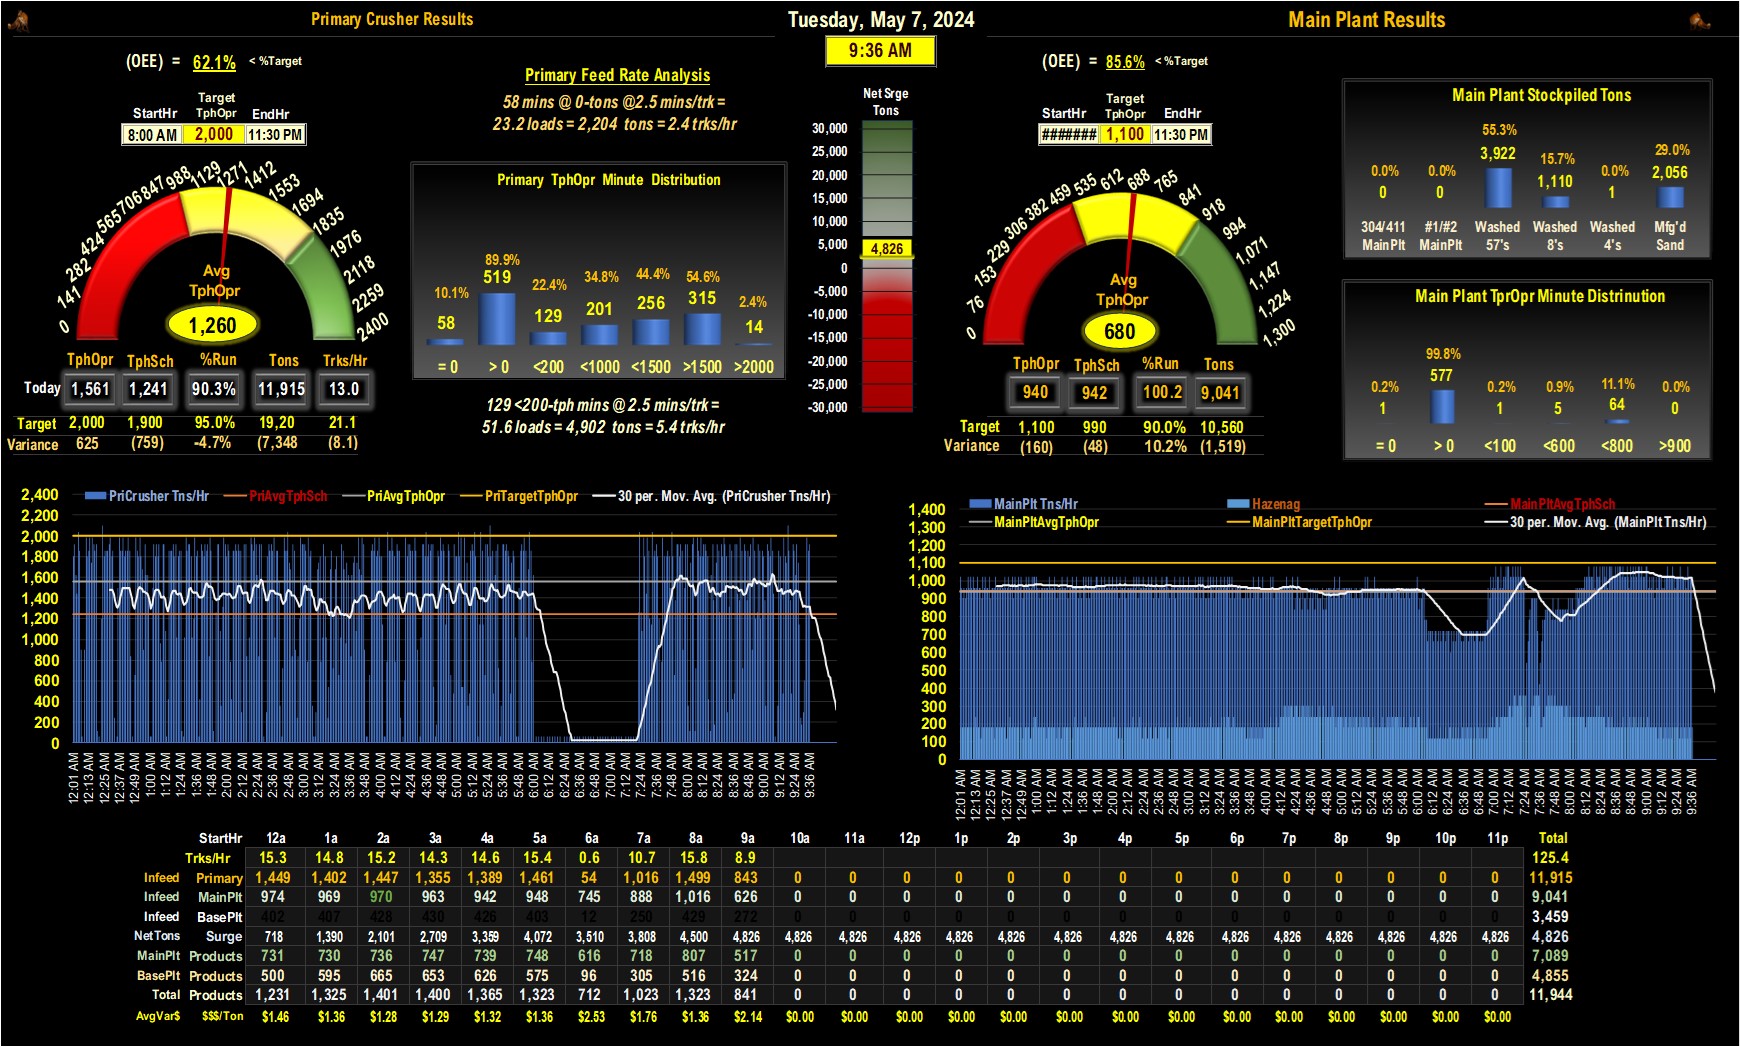 Primary Crusher Results
Tuesday, May 7, 2024
Main Plant Results
9:36 AM
(OEE) = 62.1% < %Target
StartHr Target TphOpr EndHr
8:00 AM 2,000 11:30 PM
0 141 282 424 565 706 847 988 1129 1271 1412 1553 1694 1835 1976 2118 2259 2400
Avg
TphOpr
1,260
TphOpr TphSch %Run Tons Trks/Hr
Today 1,561 1,241 90.3% 11,915 13.0
Target 2,000 1,900 95.0% 19,20 21.1
Variance 625 (759) -4.7% (7,348 (8.1)
Primary Feed Rate Analysis
58 mins @ 0-tons @2.5 mins/trk =
23.2 loads = 2,204 tons = 2.4 trks/hr
Primary TphOpr Minute Distribution
10.1% 89.9% 22.4% 34.8% 44.4% 54.6% 2.4%
58 519 129 201 256 315 14
= 0 > 0 <200 <1000 <1500 >1500 >2000
129 <200-tph mins @ 2.5 mins/trk =
51.6 loads = 4,902 tons = 5.4 trks/hr
Net Srge
Tons
30,000
25,000
20,000
15,000
10,000
5,000
4,826
0
-5,000
-10,000
-15,000
-20,000
-25,000
-30,000
(OEE) = 85.6% < %Target
StartHr Target TphOpr EndHr
####### 1,100 11:30 PM
0 76 153 229 306 382 459 535 612 688 765 841 918 994 1,071 1,147 1,224 1,300
Avg
TphOpr
680
TphOpr TphSch %Run Tons
940 942 100.2 9,041
Target 1,100 990 90.0% 10,560
Variance (160) (48) 10.2% (1,519)
Main Plant Stockpiled Tons
0.0% 0.0% 55.3% 15.7% 0.0% 29.0%
0 0 3,922 1,110 1 2,056
304/411 #1/#2 Washed Washed Washed Mfg'd
MainPlt MainPlt 57's 8's 4's Sand
Main Plant TprOpr Minute Distrinution
0.2% 99.8% 0.2% 0.9% 11.1% 0.0%
1 577 1 5 64 0
= 0 > 0 <100 <600 <800 >900
PriCrusher Tns/Hr PriAvgTphSch PriAvgTphOpr PriTargetTphOpr 30 per. Mov. Avg. (PriCrusher Tns/Hr)
2,400
2,200
2,000
1,800
1,600
1,400
1,200
1,000
800
600
400
200
0
12:01 AM 12:13 AM 12:25 AM 12:37 AM 12:49 AM 1:00 AM 1:12 AM 1:24 AM 1:36 AM 1:48 AM 2:00 AM 2:12 AM 2:24 AM 2:36 AM 2:48 AM 3:00 AM 3:12 AM 3:24 AM 3:36 AM 3:48 AM 4:00 AM 4:12 AM 4:24 AM 4:36 AM 4:48 AM 5:00 AM 5:12 AM 5:24 AM 5:36 AM 5:48 AM 6:00 AM 6:12 AM 6:24 AM 6:36 AM 6:48 AM 7:00 AM 7:12 AM 7:24 AM 7:36 AM 7:48 AM 8:00 AM 8:12 AM 8:24 AM 8:36 AM 8:48 AM 9:00 AM 9:12 AM 9:24 AM 9:36 AM
MainPlt Tns/Hr Hazenag MainPltAvgTphSch
MainPltAvgTphOpr MainPltTargetTphOpr 30 per. Mov. Avg. (MainPlt Tns/Hr)
1,400
1,300
1,200
1,100
1,000
900
800
700
600
500
400
300
200
100
0
12:01 AM 12:13 AM 12:25 AM 12:37 AM 12:49 AM 1:00 AM 1:12 AM 1:24 AM 1:36 AM 1:48 AM 2:00 AM 2:12 AM 2:24 AM 2:36 AM 2:48 AM 3:00 AM 3:12 AM 3:24 AM 3:36 AM 3:48 AM 4:00 AM 4:12 AM 4:24 AM 4:36 AM 4:48 AM 5:00 AM 5:12 AM 5:24 AM 5:36 AM 5:48 AM 6:00 AM 6:12 AM 6:24 AM 6:36 AM 6:48 AM 7:00 AM 7:12 AM 7:24 AM 7:36 AM 7:48 AM 8:00 AM 8:12 AM 8:24 AM 8:36 AM 8:48 AM 9:00 AM 9:12 AM 9:24 AM 9:36 AM
StartHr 12a 1a 2a 3a 4a 5a 6a 7a 8a 9a 10a 11a 12p 1p 2p 3p 4p 5p 6p 7p 8p 9p 10p 11p Total
Trks/Hr 15.3 14.8 15.2 14.3 14.6 15.4 0.6 10.7 15.8 8.9 125.4
Infeed Primary 1,449 1,402 1,447 1,355 1,389 1,461 54 1,016 1,499 843 0 0 0 0 0 0 0 0 0 0 0 0 0 0 11,915
Infeed MainPlt 974 969 970 963 942 948 745 888 1,016 626 0 0 0 0 0 0 0 0 0 0 0 0 0 0 9,041
Infeed BasePlt 402 407 428 430 426 403 12 250 429 272 0 0 0 0 0 0 0 0 0 0 0 0 0 0 3,459
NetTons Surge 718 1,390 2,101 2,709 3,359 4,072 3,510 3,808 4,500 4,826 4,826 4,826 4,826 4,826 4,826 4,826 4,826 4,826 4,826 4,826 4,826 4,826 4,826 4,826 4,826
MainPlt Products 731 730 736 747 739 748 616 718 807 517 0 0 0 0 0 0 0 0 0 0 0 0 0 0 7,089
BasePlt Products 500 595 665 653 626 575 96 305 516 324 0 0 0 0 0 0 0 0 0 0 0 0 0 0 4,855
Total Products 1,231 1,325 1,401 1,400 1,365 1,323 712 1,023 1,323 841 0 0 0 0 0 0 0 0 0 0 0 0 0 0 11,944
AvgVar$ $$$/Ton $1.46 $1.36 $1.28 $1.29 $1.32 $1.36 $2.53 $1.76 $1.36 $2.14 $0.00 $0.00 $0.00 $0.00 $0.00 $0.00 $0.00 $0.00 $0.00 $0.00 $0.00 $0.00 $0.00 $0.00